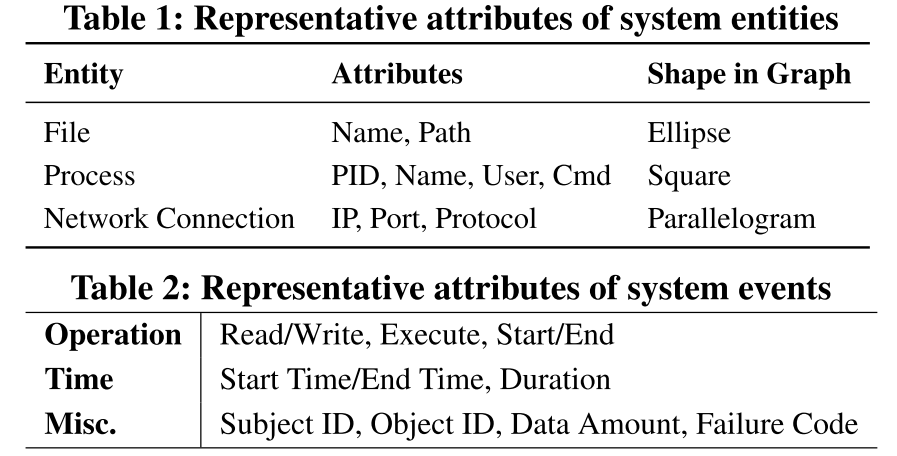 Table 1: Representative attributes of system entities
Entity Attributes Shape in Graph
File Name, Path Ellipse
Process PID, Name, User, Cmd Square
Network Connection IP, Port, Protocol Parallelogram
Table 2: Representative attributes of system events
Operation Read/Write, Execute, Start/End
Time Start Time/End Time, Duration
Misc. Subject ID, Object ID, Data Amount, Failure Code